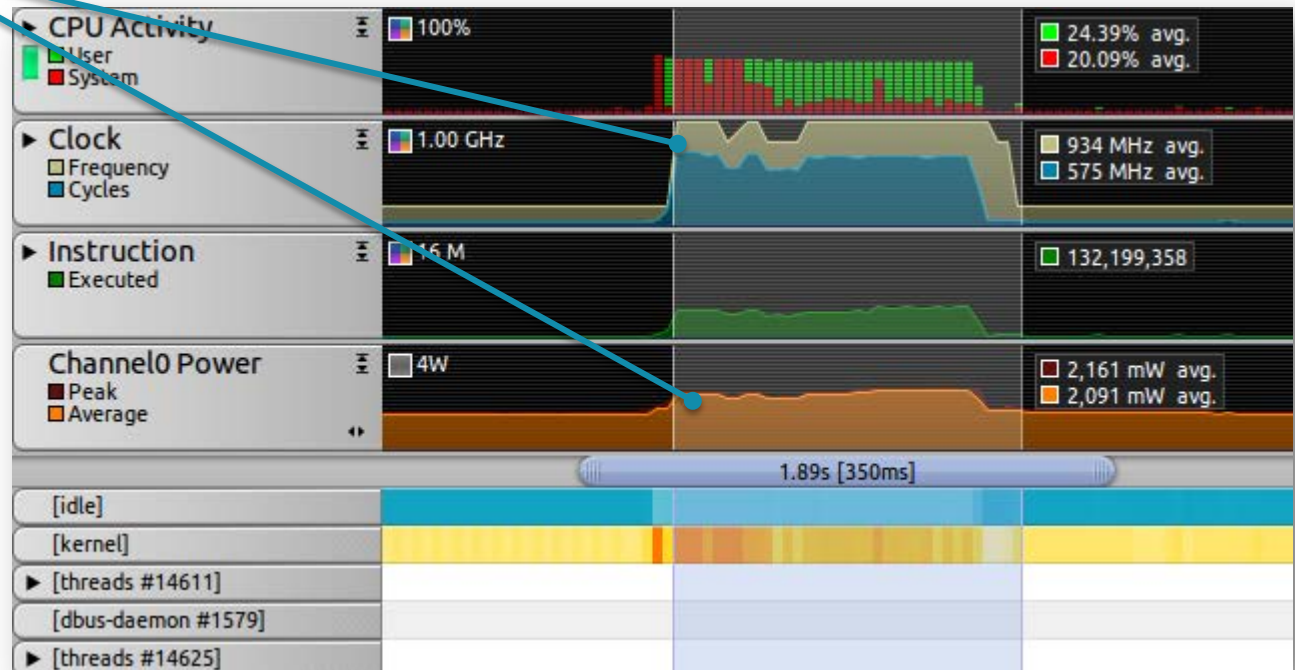 CPU Activity
User
System
100%
24.39% avg.
20.09% avg.
Clock
Frequency
Cycles
1.00 GHz
934 MHz avg.
575 MHz avg.
Instruction
Executed
16 M
132,199,358
Channel0 Power
Peak
Average
4W
2,161 mW avg.
2,091 mW avg.
1.89s [350ms]
[idle]
[kernel]
[threads #14611]
[dbus-daemon #1579]
[threads #14625]